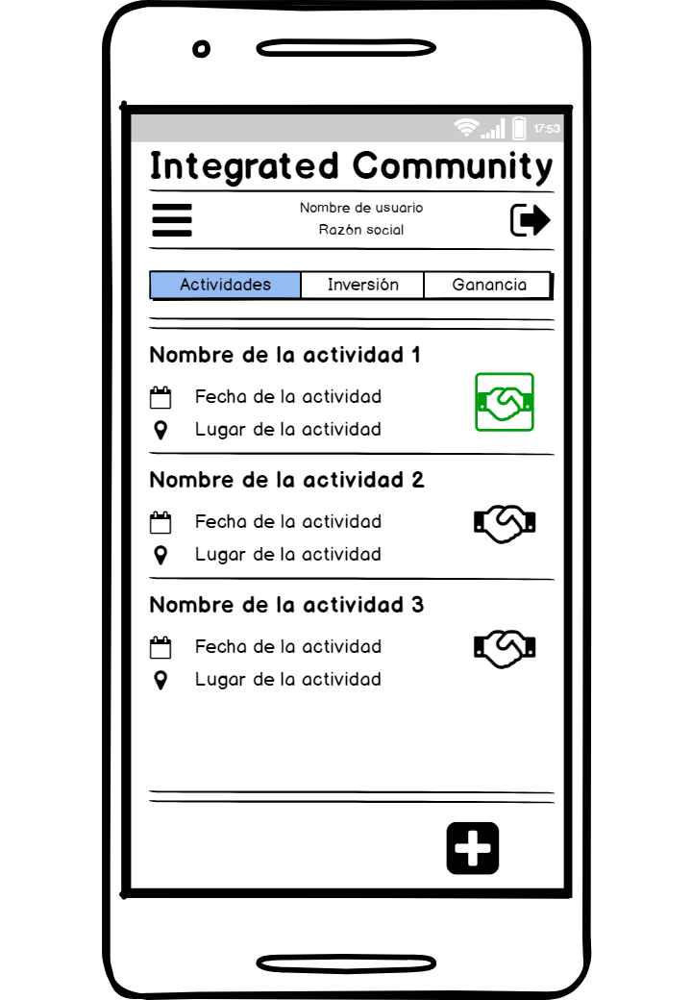 17:53
Integrated Community
Nombre de usuario
Razón social
Actividades Inversión Ganancia
Nombre de la actividad 1
Fecha de la actividad
Lugar de la actividad
Nombre de la actividad 2
Fecha de la actividad
Lugar de la actividad
Nombre de la actividad 3
Fecha de la actividad
Lugar de la actividad